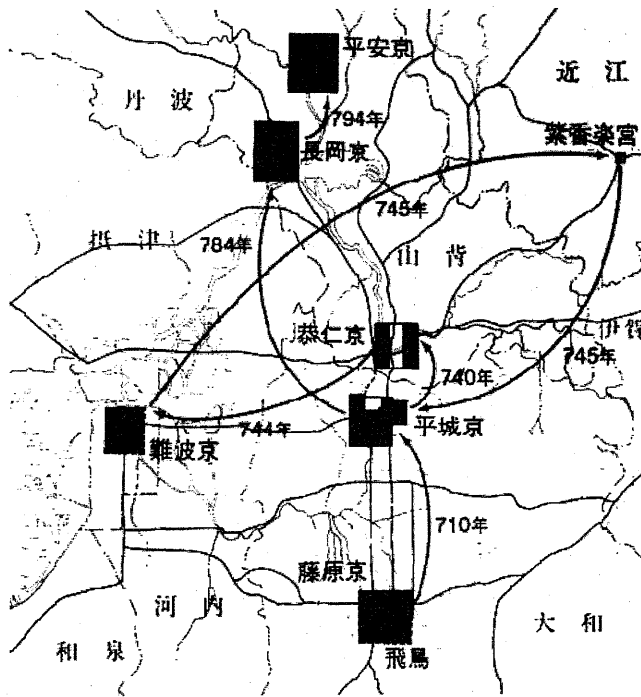 平安京
近江
丹波
794年
長岡京
紫香楽宮
745年
摂津
784年
山背
恭仁京
伊賀
745年
740年
平城京
744年
難波京
710年
藤原京
河内
大和
和泉
飛鳥